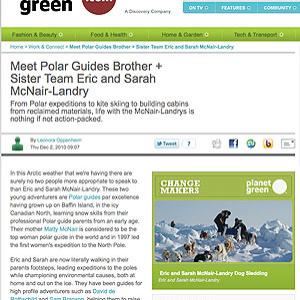 green
.com
A Discovery Company
ON TV
FEATURES
Fashion & Beauty
Food & Health
Home & Garden
Tech & Transport
Home > Work & Connect > Meet Polar Guides Brother + Sister Team Eric and Sarah McNair-Landry
Meet Polar Guides Brother +
Sister Team Eric and Sarah
McNair-Landry
From Polar expeditions to kite skiing to building cabins
from reclaimed materials, life with the McNair-Landrys is
nothing if not action-packed.
By Leonora Oppenheim
Thu Dec 2, 2010 09:07
In this Arctic weather that we're having there are
surely no two people more appropriate to speak to
than Eric and Sarah McNair-Landry. These two
young adventurers are Polar guides par excellence
having grown up on Baffin Island, in the icy
Canadian North, learning snow skills from their
professional Polar guide parents from an early age.
Their mother Matty McNair is considered to be the
top woman polar guide in the world and in 1997 led
the first women's expedition to the North Pole.
Eric and Sarah are now literally walking in their
parents footsteps, leading expeditions to the poles
while championing environmental causes, both at
home and out on the ice. They have been guides for
high profile adventurers such as David
de Rothschild and Sam Branson, helping them to raise
CHANGE
MAKERS
planet
green
Eric and Sarah McNair-Landry Dog Sledding
Eric and Sarah McNair-Landry